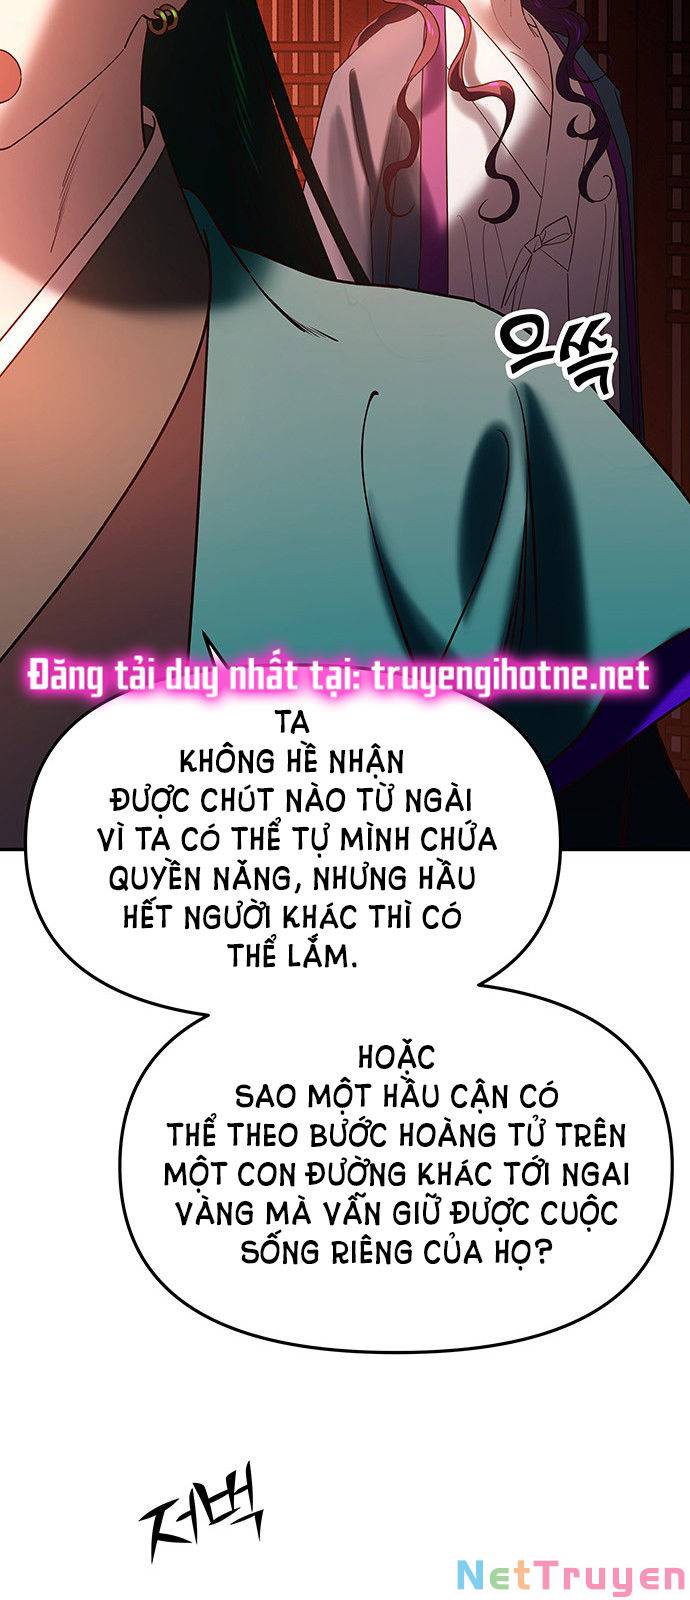 으쓱
Đăng tải duy nhất tại: truyengihotne.net
TA
KHÔNG HỀ NHẬN
ĐƯỢC CHÚT NÀO TỪ NGÀI
VÌ TA CÓ THỂ TỰ MÌNH CHỨA
QUYỀN NĂNG, NHƯNG HẦU
HẾT NGƯỜI KHÁC THÌ CÓ
THỂ LẮM.
HOẶC
SAO MỘT HẦU CẬN CÓ
THỂ THEO BƯỚC HOÀNG TỬ TRÊN
MỘT CON ĐƯỜNG KHÁC TỚI NGAI
VÀNG MÀ VẪN GIỮ ĐƯỢC CUỘC
SỐNG RIÊNG CỦA HỌ?
저벅
NetTruyen